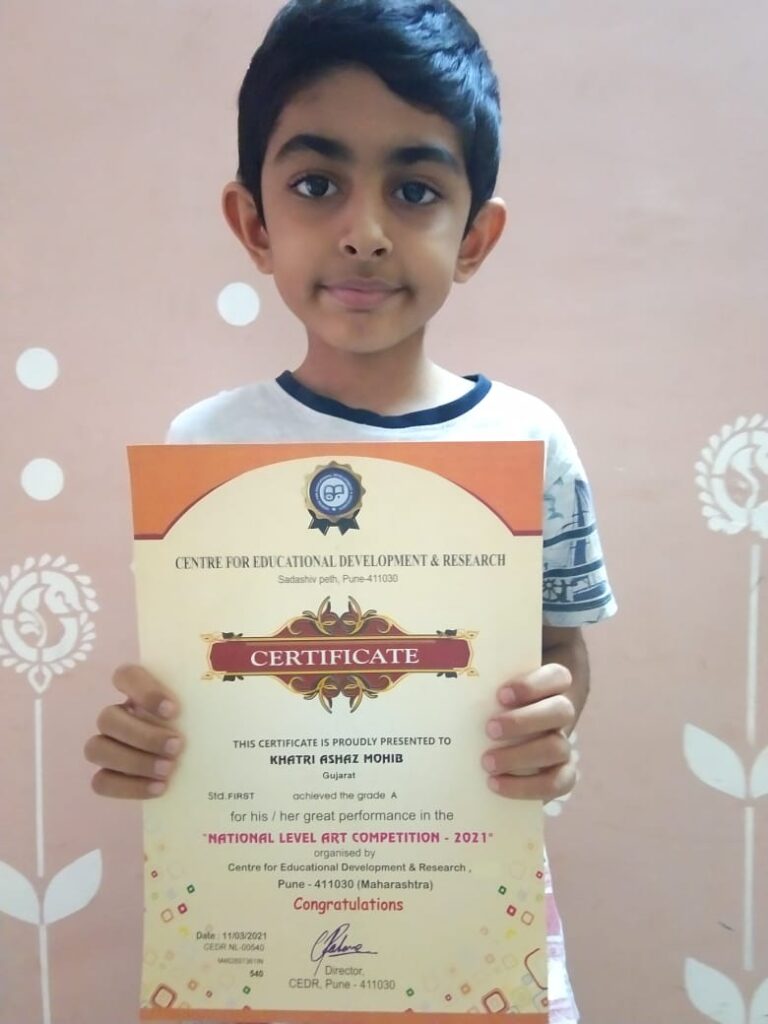 CENTRE FOR EDUCATIONAL DEVELOPMENT & RESEARCH
Sadashiv peth, Pune-411030
CERTIFICATE
THIS CERTIFICATE IS PROUDLY PRESENTED TO
KHATRI ASHAZ MOHIB
Gujarat
Std. FIRST achieved the grade A
for his / her great performance in the
"NATIONAL LEVEL ART COMPETITION - 2021"
organised by
Centre for Educational Development & Research ,
Pune - 411030 (Maharashtra)
Congratulations
Date : 11/03/2021
CEDR NL-00540
540
Director,
CEDR, Pune - 411030